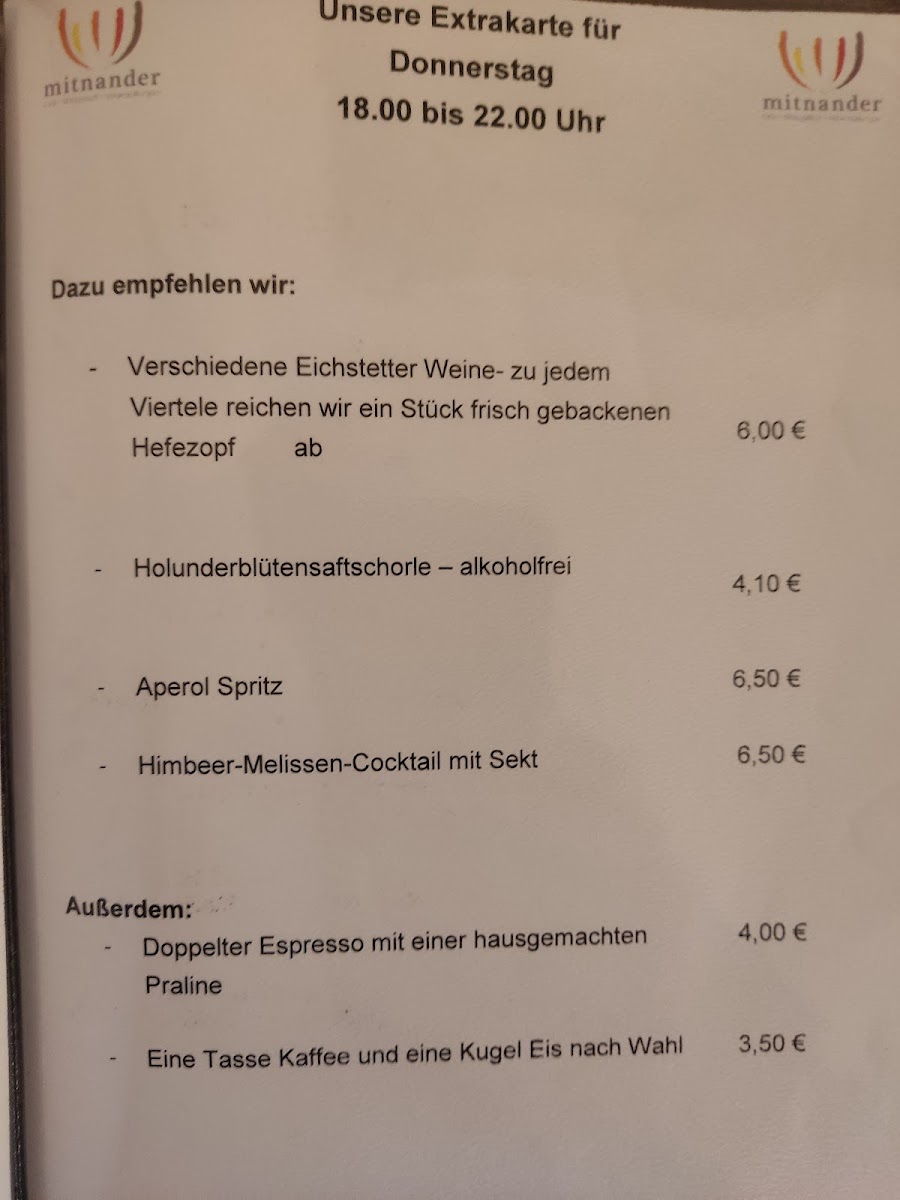 Unsere Extrakarte für
Donnerstag
18.00 bis 22.00 Uhr
mitnander
mitnander
Dazu empfehlen wir:
- Verschiedene Eichstetter Weine- zu jedem
Viertele reichen wir ein Stück frisch gebackenen
Hefezopf ab 6,00 €
- Holunderblütensaftschorle – alkoholfrei 4,10 €
- Aperol Spritz 6,50 €
- Himbeer-Melissen-Cocktail mit Sekt 6,50 €
Außerdem:
- Doppelter Espresso mit einer hausgemachten 4,00 €
Praline
- Eine Tasse Kaffee und eine Kugel Eis nach Wahl 3,50 €